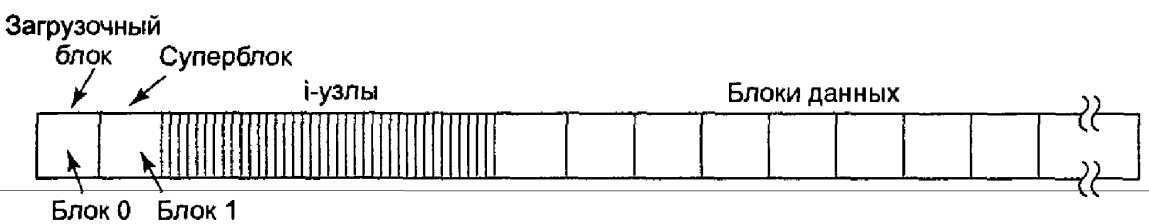 Загрузочный
блок
Суперблок
i-узлы
Блоки данных
Блок 0
Блок 1